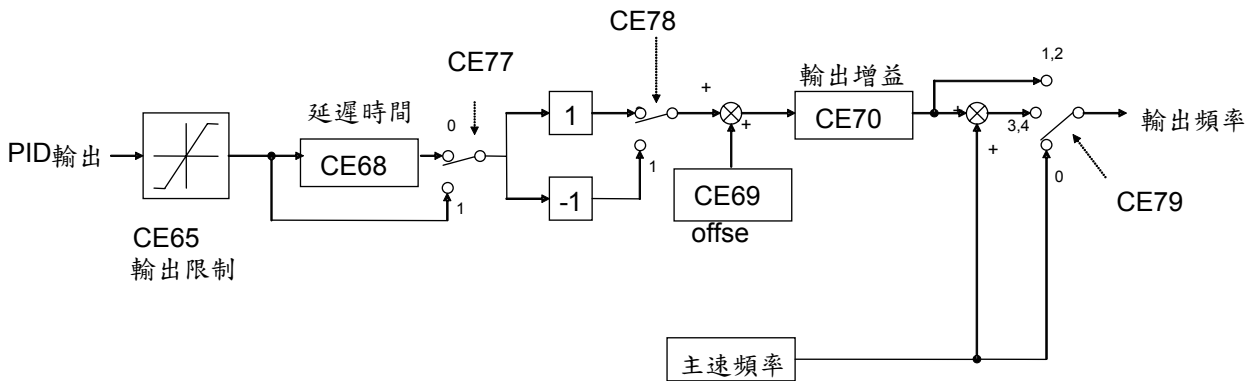 CE78
CE77
1,2
輸出增益
延遲時間
0
+
1
+
CE70
+
3,4
輸出頻率
PID輸出
CE68
+
1
0
-1
1
CE69
CE79
offse
CE65
輸出限制
主速頻率